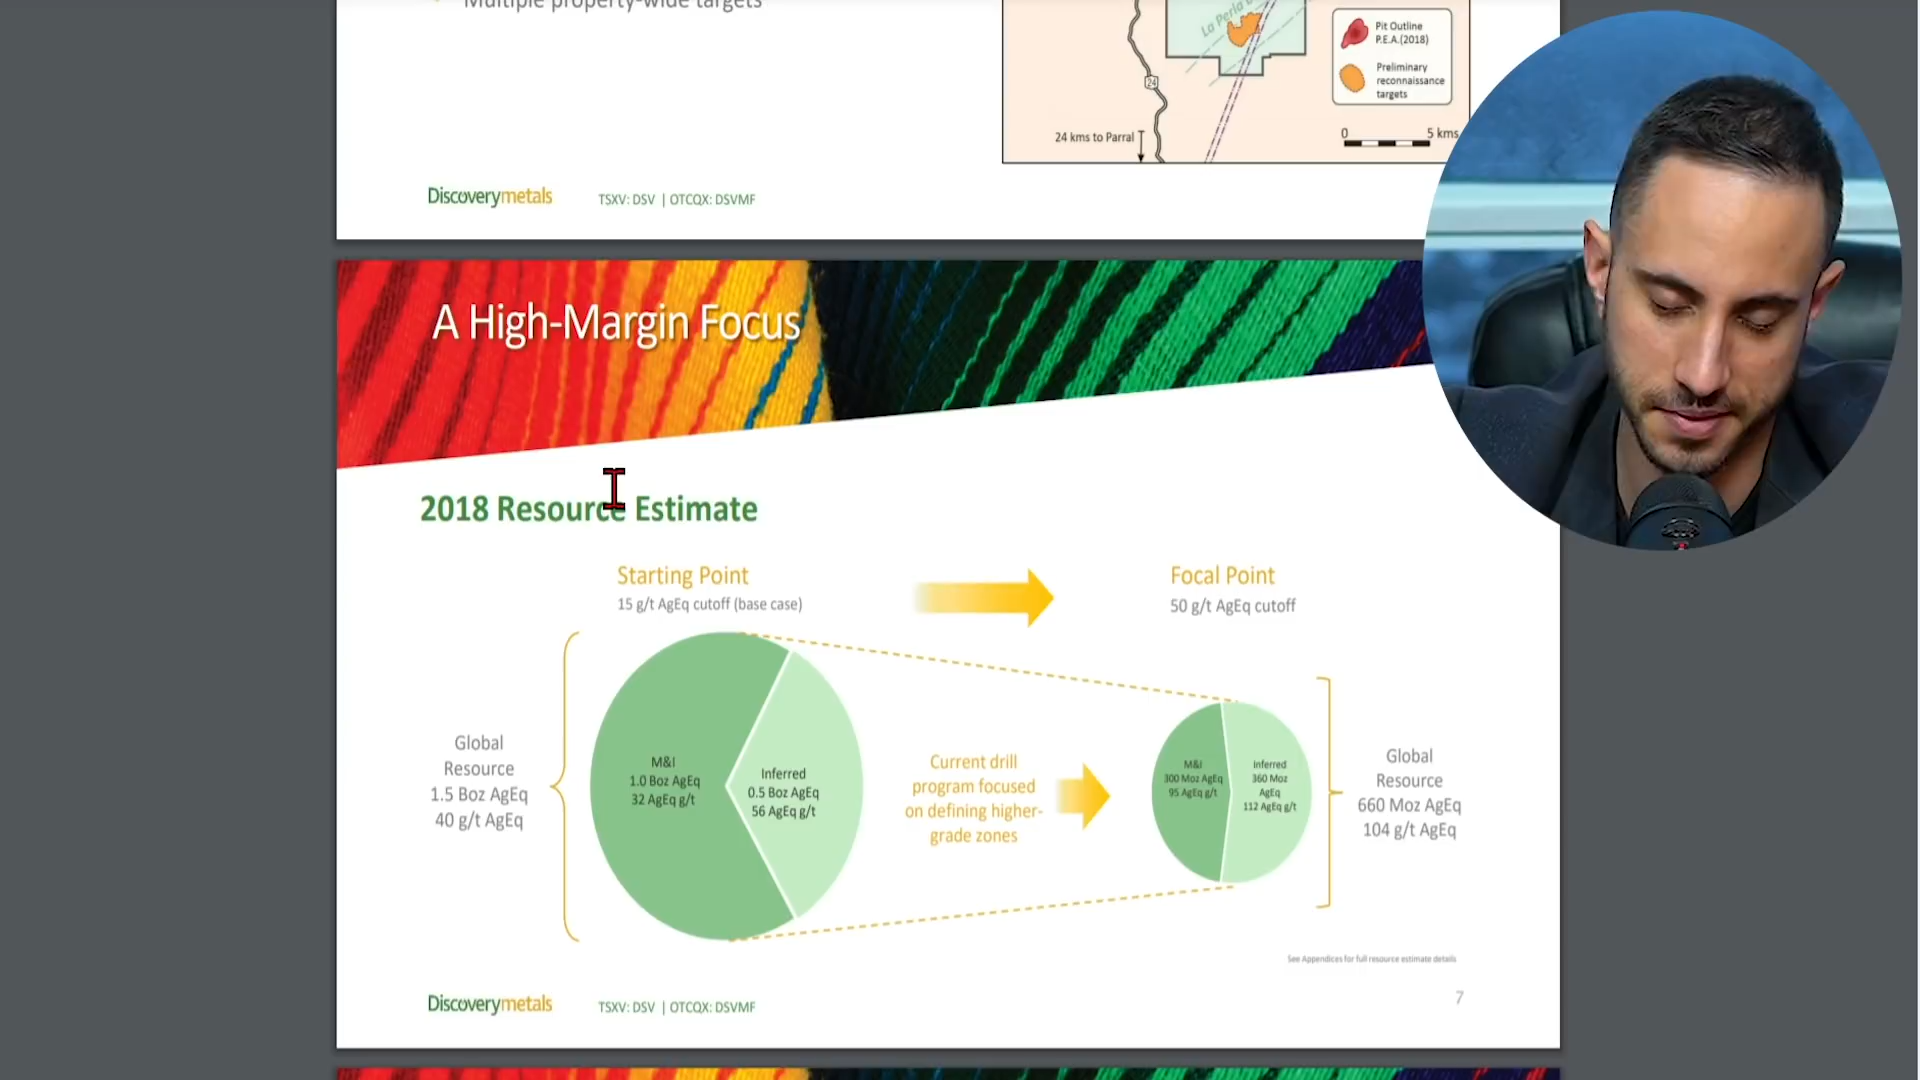 Multiple property-wide targets
La Perla
Pit Outline
P.E.A.(2018)
Preliminary
reconnaissance
targets
24
24 kms to Parral
0 5 kms
Discoverymetals
TSXV: DSV | OTCQX: DSVMF
A High-Margin Focus
2018 Resource Estimate
Starting Point
15 g/t AgEq cutoff (base case)
Focal Point
50 g/t AgEq cutoff
Global
Resource
1.5 Boz AgEq
40 g/t AgEq
M&I
1.0 Boz AgEq
32 AgEq g/t
Inferred
0.5 Boz AgEq
56 AgEq g/t
Current drill
program focused
on defining higher-
grade zones
M&I
300 Moz AgEq
95 AgEq g/t
Inferred
360 Moz
AgEq
112 AgEq g/t
Global
Resource
660 Moz AgEq
104 g/t AgEq
See Appendices for full resource estimate details
Discoverymetals
TSXV: DSV | OTCQX: DSVMF
7